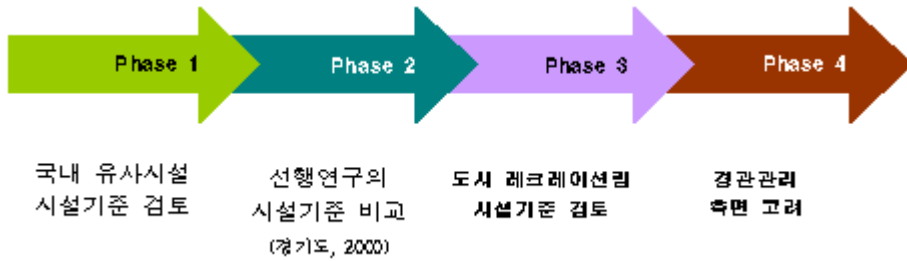 Phase 1
Phase 2
Phase 3
Phase 4
국내 유사시설
시설기준 검토
선행연구의
시설기준 비교
(경기도, 2000)
도시 레크레이션림
시설기준 검토
경관관리
측면 고려